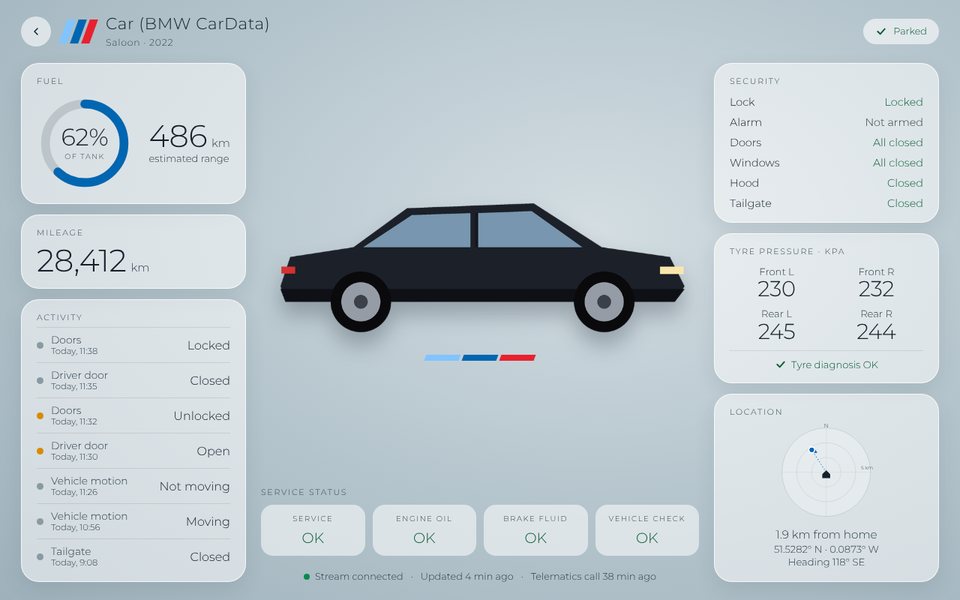 Car (BMW CarData)
Saloon · 2022
Parked
FUEL
62%
OF TANK
486 km
estimated range
MILEAGE
28,412 km
ACTIVITY
Doors
Today, 11:38
Locked
Driver door
Today, 11:35
Closed
Doors
Today, 11:32
Unlocked
Driver door
Today, 11:30
Open
Vehicle motion
Today, 11:26
Not moving
Vehicle motion
Today, 10:56
Moving
Tailgate
Today, 9:08
Closed
SERVICE STATUS
SERVICE
OK
ENGINE OIL
OK
BRAKE FLUID
OK
VEHICLE CHECK
OK
Stream connected · Updated 4 min ago · Telematics call 38 min ago
SECURITY
Lock Locked
Alarm Not armed
Doors All closed
Windows All closed
Hood Closed
Tailgate Closed
TYRE PRESSURE · KPA
Front L Front R
230 232
Rear L Rear R
245 244
Tyre diagnosis OK
LOCATION
N
5 km
1.9 km from home
51.5282° N · 0.0873° W
Heading 118° SE